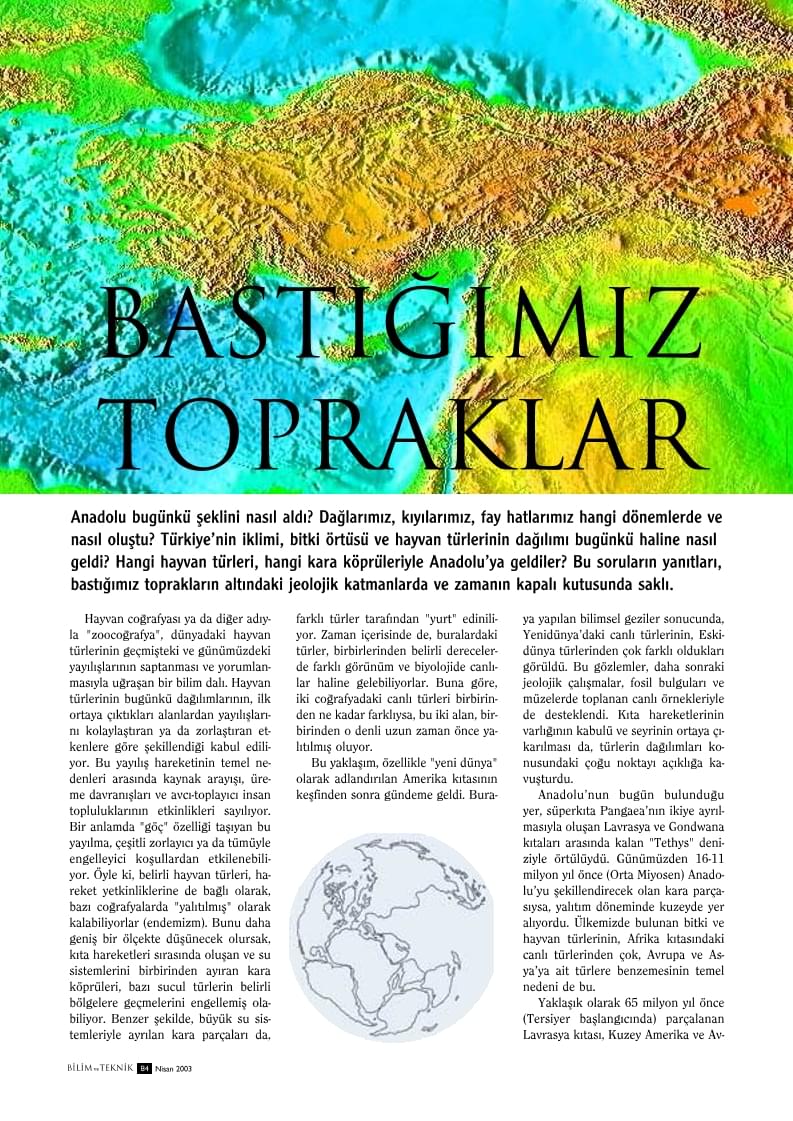 BASTIĞIMIZ
TOPRAKLAR
Anadolu bugünkü şeklini nasıl aldı? Dağlarımız, kıyılarımız, fay hatlarımız hangi dönemlerde ve
nasıl oluştu? Türkiye'nin iklimi, bitki örtüsü ve hayvan türlerinin dağılımı bugünkü haline nasıl
geldi? Hangi hayvan türleri, hangi kara köprüleriyle Anadolu'ya geldiler? Bu soruların yanıtları,
bastığımız toprakların altındaki jeolojik katmanlarda ve zamanın kapalı kutusunda saklı.
Hayvan coğrafyası ya da diğer adıy-
la "zoocoğrafya", dünyadaki hayvan
türlerinin geçmişteki ve günümüzdeki
yayılışlarının saptanması ve yorumlan-
masıyla uğraşan bir bilim dalı. Hayvan
türlerinin bugünkü dağılımlarının, ilk
ortaya çıktıkları alanlardan yayılışları-
nı kolaylaştıran ya da zorlaştıran et-
kenlere göre şekillendiği kabul edili-
yor. Bu yayılış hareketinin temel ne-
denleri arasında kaynak arayışı, üre-
me davranışları ve avcı-toplayıcı insan
topluluklarının etkinlikleri sayılıyor.
Bir anlamda "göç" özelliği taşıyan bu
yayılma, çeşitli zorlayıcı ya da tümüyle
engelleyici koşullardan etkilenebili-
yor. Öyle ki, belirli hayvan türleri, ha-
reket yetkinliklerine de bağlı olarak,
bazı coğrafyalarda "yalıtılmış" olarak
kalabiliyorlar (endemizm). Bunu daha
geniş bir ölçekte düşünecek olursak,
kıta hareketleri sırasında oluşan ve su
sistemlerini birbirinden ayıran kara
köprüleri, bazı sucul türlerin belirli
bölgelere geçmelerini engellemiş ola-
biliyor. Benzer şekilde, büyük su sis-
temleriyle ayrılan kara parçaları da,
farklı türler tarafından "yurt" edinili-
yor. Zaman içerisinde de, buralardaki
türler, birbirlerinden belirli dereceler-
de farklı görünüm ve biyolojide canlı-
lar haline gelebiliyorlar. Buna göre,
iki coğrafyadaki canlı türleri birbirin-
den ne kadar farklıysa, bu iki alan, bir-
birinden o denli uzun zaman önce ya-
lıtılmış oluyor.
Bu yaklaşım, özellikle "yeni dünya"
olarak adlandırılan Amerika kıtasının
keşfinden sonra gündeme geldi. Bura-
ya yapılan bilimsel geziler sonucunda,
Yenidünya'daki canlı türlerinin, Eski-
dünya türlerinden çok farklı oldukları
görüldü. Bu gözlemler, daha sonraki
jeolojik çalışmalar, fosil bulguları ve
müzelerde toplanan canlı örnekleriyle
de desteklendi. Kıta hareketlerinin
varlığının kabulü ve seyrinin ortaya çı-
karılması da, türlerin dağılımları ko-
nusundaki çoğu noktayı açıklığa ka-
vuşturdu.
Anadolu'nun bugün bulunduğu
yer, süperkıta Pangaea'nın ikiye ayrıl-
masıyla oluşan Lavrasya ve Gondwana
kıtaları arasında kalan "Tethys" deni-
ziyle örtülüydü. Günümüzden 16-11
milyon yıl önce (Orta Miyosen) Anado-
lu'yu şekillendirecek olan kara parça-
sıysa, yalıtım döneminde kuzeyde yer
alıyordu. Ülkemizde bulunan bitki ve
hayvan türlerinin, Afrika kıtasındaki
canlı türlerinden çok, Avrupa ve As-
ya'ya ait türlere benzemesinin temel
nedeni de bu.
Yaklaşık olarak 65 milyon yıl önce
(Tersiyer başlangıcında) parçalanan
Lavrasya kıtası, Kuzey Amerika ve Av-
BİLİM ve TEKNİK 84 Nisan 2003